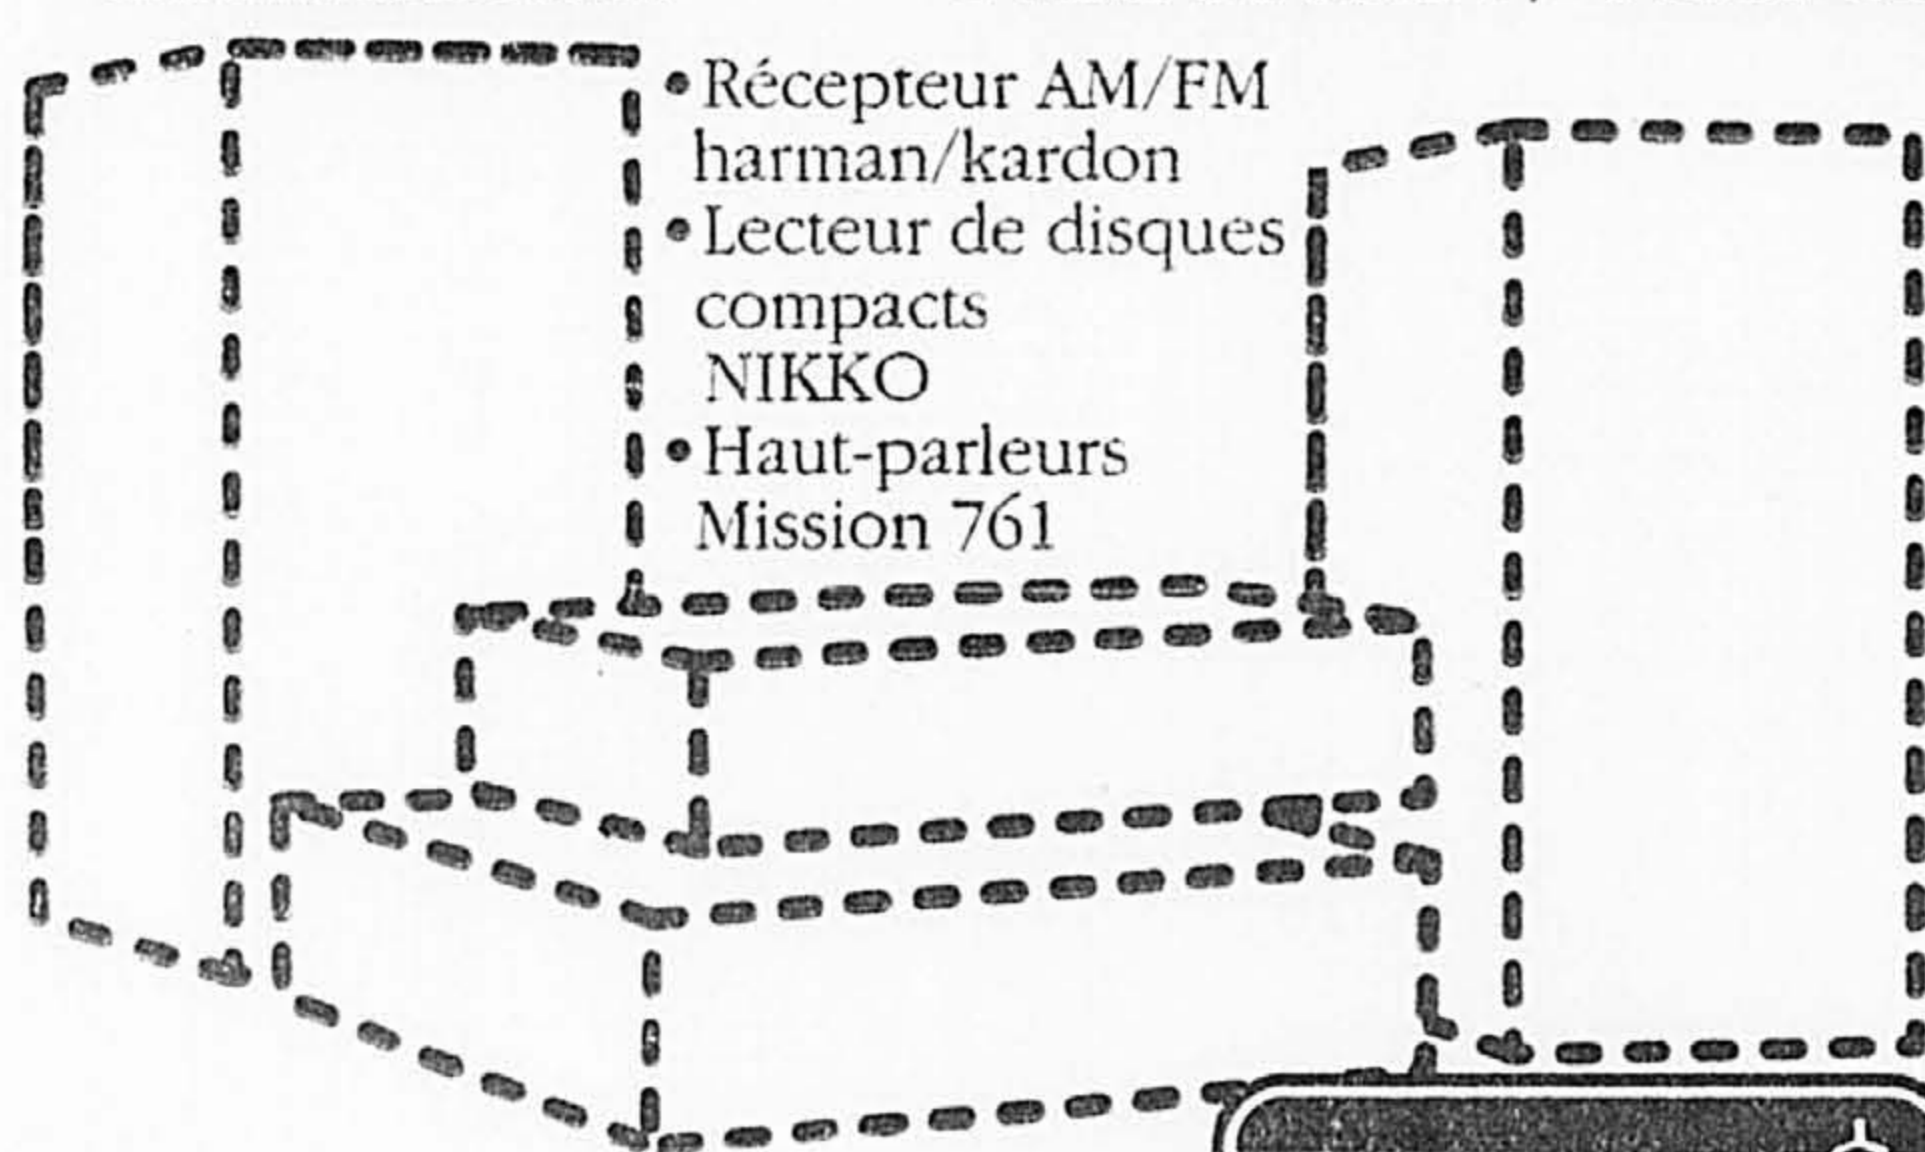 • Récepteur AM/FM
harman/kardon
• Lecteur de disques
compacts
NIKKO
• Haut-parleurs
Mission 761